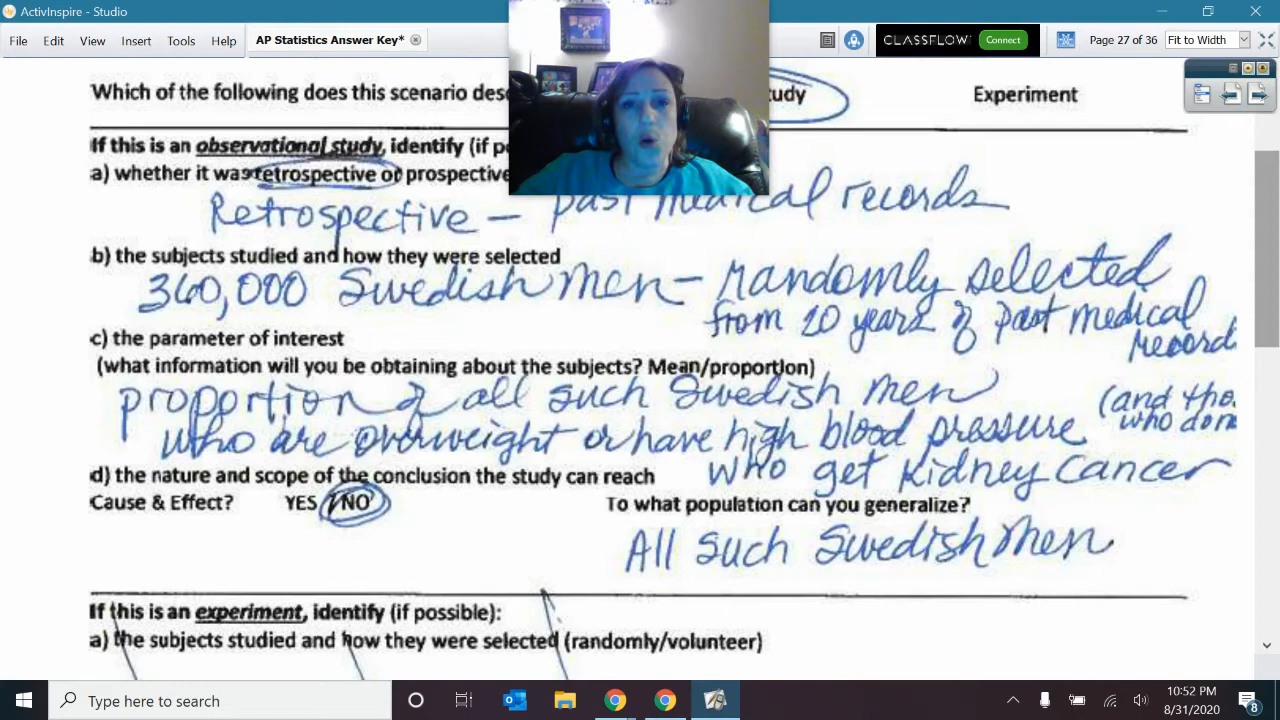 ActivInspire - Studio
File Edit View Insert Tools Help AP Statistics Answer Key* CLASSFLOW Connect Page 27 of 36 Fit to Width
Which of the following does this scenario des udy Experiment
If this is an observational study, identify (if po
a) whether it was retrospective or prospective
Retrospective - past medical records
b) the subjects studied and how they were selected
360,000 Swedish men - randomly selected
from 20 years of past medical
record
c) the parameter of interest
(what information will you be obtaining about the subjects? Mean/proportion)
proportion of all such Swedish men (and tho
who are overweight or have high blood pressure who don
who get kidney cancer
d) the nature and scope of the conclusion the study can reach
Cause & Effect? YES / NO To what population can you generalize?
All such Swedish men
If this is an experiment, identify (if possible):
a) the subjects studied and how they were selected (randomly/volunteer)
Type here to search
10:52 PM
8/31/2020
8